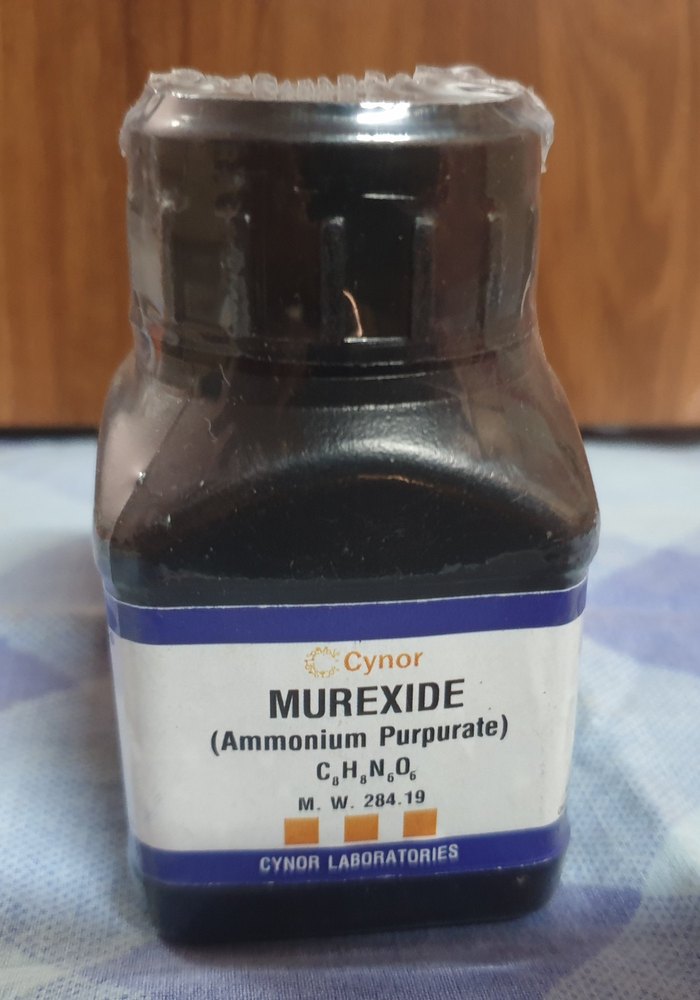 Cynor
MUREXIDE
(Ammonium Purpurate)
C₈H₈N₆O₆
M. W. 284.19
CYNOR LABORATORIES